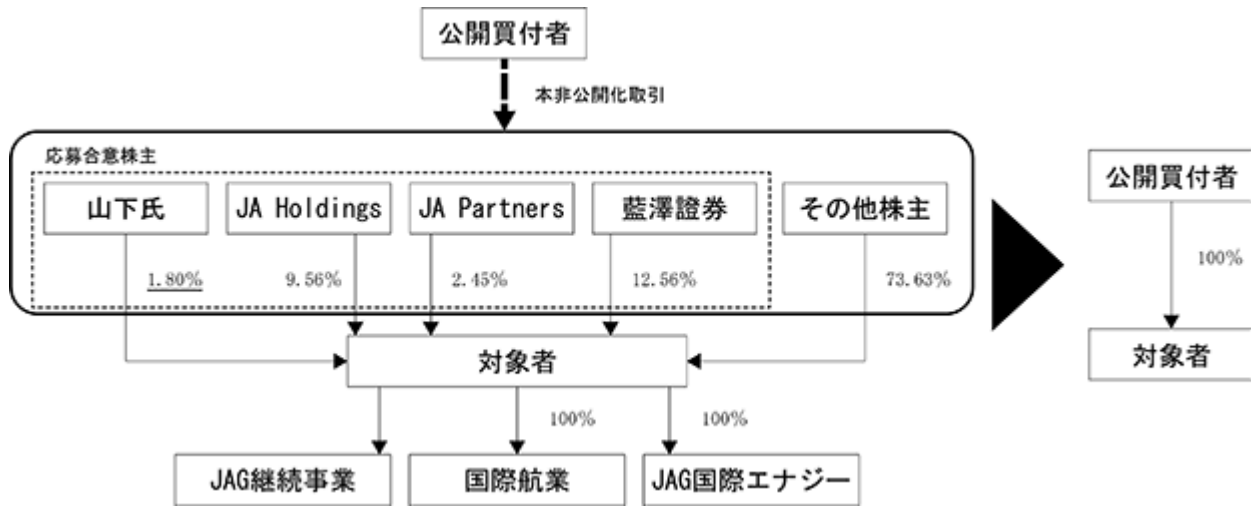 公開買付者
本非公開化取引
応募合意株主
山下氏
JA Holdings
JA Partners
藍澤證券
その他株主
1.80%
9.56%
2.45%
12.56%
73.63%
対象者
100%
100%
JAG継続事業
国際航業
JAG国際エナジー
公開買付者
100%
対象者